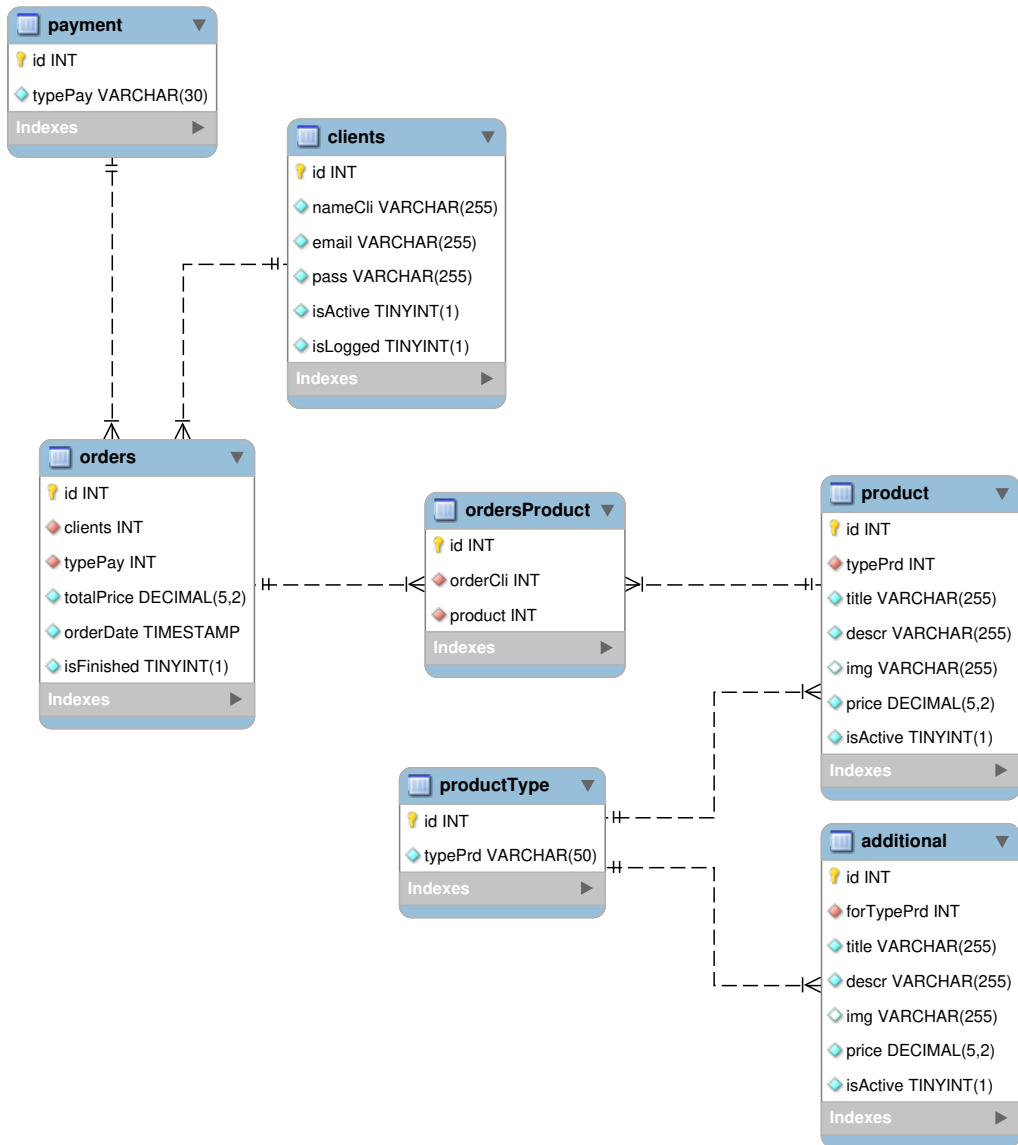 payment
id INT
typePay VARCHAR(30)
Indexes
clients
id INT
nameCli VARCHAR(255)
email VARCHAR(255)
pass VARCHAR(255)
isActive TINYINT(1)
isLogged TINYINT(1)
Indexes
orders
id INT
clients INT
typePay INT
totalPrice DECIMAL(5,2)
orderDate TIMESTAMP
isFinished TINYINT(1)
Indexes
ordersProduct
id INT
orderCli INT
product INT
Indexes
product
id INT
typePrd INT
title VARCHAR(255)
descr VARCHAR(255)
img VARCHAR(255)
price DECIMAL(5,2)
isActive TINYINT(1)
Indexes
productType
id INT
typePrd VARCHAR(50)
Indexes
additional
id INT
forTypePrd INT
title VARCHAR(255)
descr VARCHAR(255)
img VARCHAR(255)
price DECIMAL(5,2)
isActive TINYINT(1)
Indexes